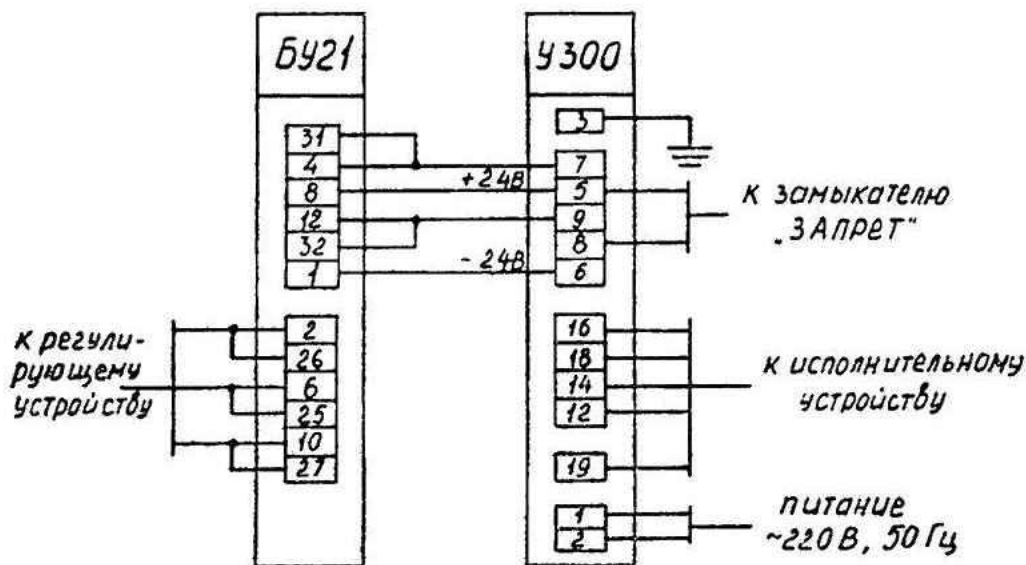 БУ21
У300
31
4
8
12
32
1
+24В
- 24В
3
7
5
9
8
6
к замыкателю
„ЗАПРЕТ"
к регули-
рующему
устройству
2
26
6
25
10
27
16
18
14
12
19
к исполнительному
устройству
1
2
питание
~220 В, 50 Гц